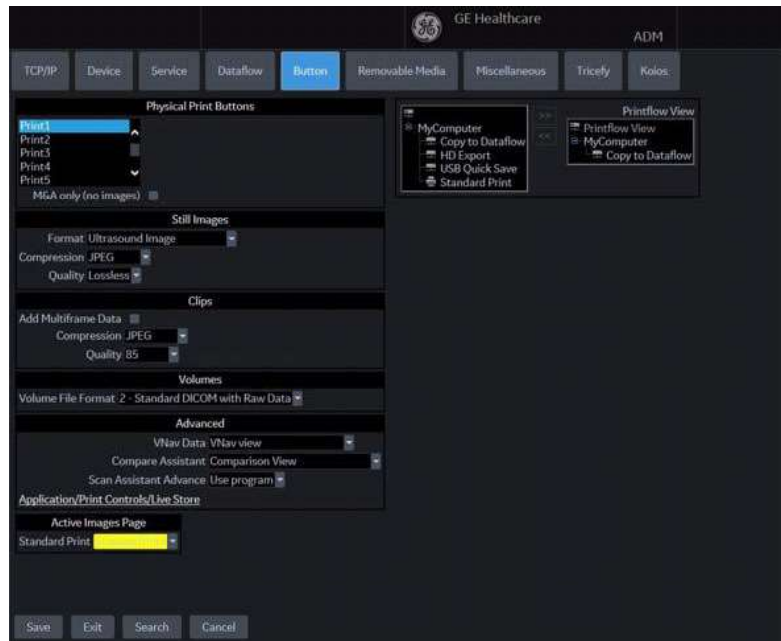 GE Healthcare
ADM
TCP/IP
Device
Service
Dataflow
Button
Removable Media
Miscellaneous
Tricefy
Koios
Physical Print Buttons
Print1
Print2
Print3
Print4
Print5
M&A only (no images)
Still Images
Format Ultrasound Image
Compression JPEG
Quality Lossless
Clips
Add Multiframe Data
Compression JPEG
Quality 85
Volumes
Volume File Format 2 - Standard DICOM with Raw Data
Advanced
VNav Data VNav view
Compare Assistant Comparison View
Scan Assistant Advance Use program
Application/Print Controls/Live Store
Active Images Page
Standard Print
MyComputer
Copy to Dataflow
HD Export
USB Quick Save
Standard Print
>>
<<
Printflow View
Printflow View
MyComputer
Copy to Dataflow
Save
Exit
Search
Cancel